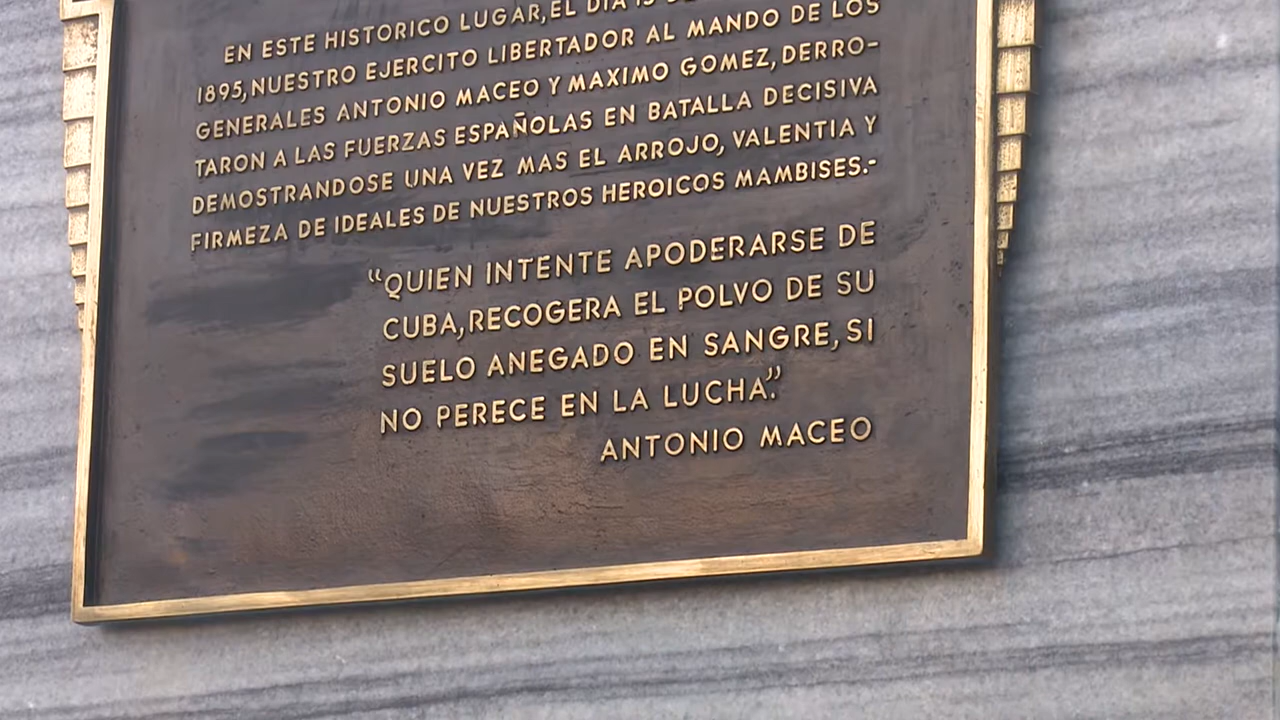 EN ESTE HISTORICO LUGAR, EL DIA 15
1895, NUESTRO EJERCITO LIBERTADOR AL MANDO DE LOS
GENERALES ANTONIO MACEO Y MAXIMO GOMEZ, DERRO-
TARON A LAS FUERZAS ESPAÑOLAS EN BATALLA DECISIVA
DEMOSTRANDOSE UNA VEZ MAS EL ARROJO, VALENTIA Y
FIRMEZA DE IDEALES DE NUESTROS HEROICOS MAMBISES.-
“QUIEN INTENTE APODERARSE DE
CUBA, RECOGERA EL POLVO DE SU
SUELO ANEGADO EN SANGRE, SI
NO PERECE EN LA LUCHA.”
ANTONIO MACEO